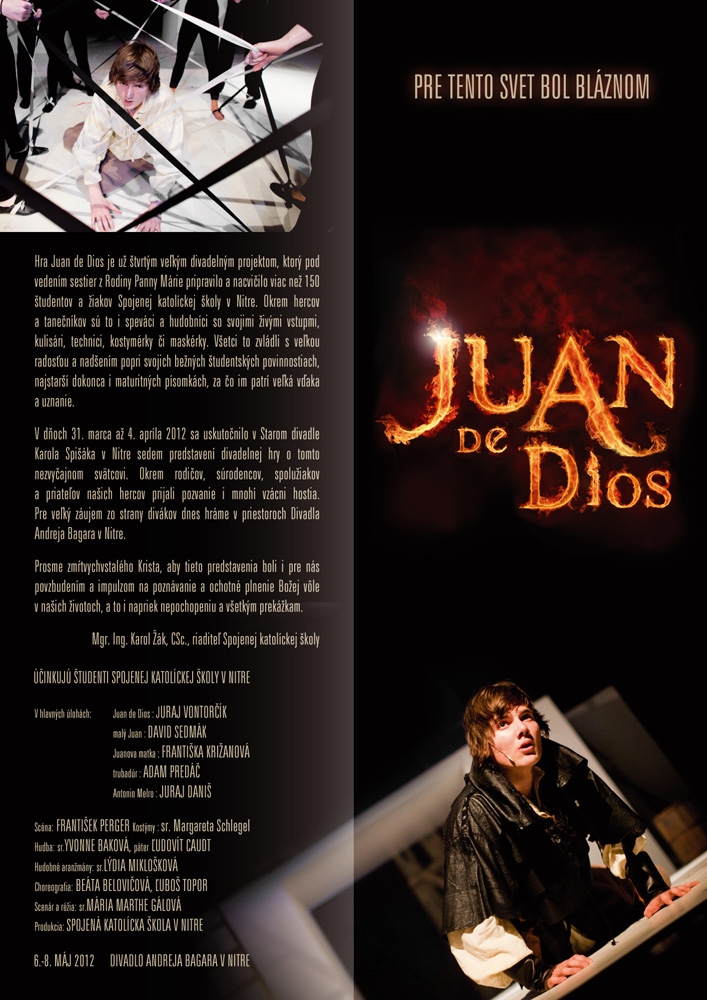 Hra Juan de Dios je už štvrtým veľkým divadelným projektom, ktorý pod
vedením sestier z Rodiny Panny Márie pripravilo a nacvičilo viac než 150
študentov a žiakov Spojenej katolíckej školy v Nitre. Okrem hercov
a tanečníkov sú to i speváci a hudobníci so svojimi živými vstupmi,
kulisári, technici, kostymérky či maskérky. Všetci to zvládli s veľkou
radosťou a nadšením popri svojich bežných študentských povinnostiach,
najstarší dokonca i maturitných písomkách, za čo im patrí veľká vďaka
a uznanie.
V dňoch 31. marca až 4. apríla 2012 sa uskutočnilo v Starom divadle
Karola Spišáka v Nitre sedem predstavení divadelnej hry o tomto
nezvyčajnom svätcovi. Okrem rodičov, súrodencov, spolužiakov
a priateľov našich hercov prijali pozvanie i mnohí vzácni hostia.
Pre veľký záujem zo strany divákov dnes hráme v priestoroch Divadla
Andreja Bagara v Nitre.
Prosme zmŕtvychvstalého Krista, aby tieto predstavenia boli i pre nás
povzbudením a impulzom na poznávanie a ochotné plnenie Božej vôle
v našich životoch, a to i napriek nepochopeniu a všetkým prekážkam.
Mgr. Ing. Karol Žák, CSc., riaditeľ Spojenej katolíckej školy
ÚČINKUJÚ ŠTUDENTI SPOJENEJ KATOLÍCKEJ ŠKOLY V NITRE
V hlavných úlohách: Juan de Dios : JURAJ VONTORČÍK
malý Juan : DAVID SEDMÁK
Juanova matka : FRANTIŠKA KRIŽANOVÁ
trubadúr : ADAM PREDÁČ
Antonio Melro : JURAJ DANIŠ
Scéna: FRANTIŠEK PERGER Kostýmy : sr. Margareta Schlegel
Hudba: sr.YVONNE BAKOVÁ, páter ĽUDOVÍT CAUDT
Hudobné aranžmány: sr.LÝDIA MIKLOŠKOVÁ
Choreografia: BEÁTA BELOVIČOVÁ, ĽUBOŠ TOPOR
Scenár a réžia: sr.MÁRIA MARTHE GÁLOVÁ
Produkcia: SPOJENÁ KATOLÍCKA ŠKOLA V NITRE
6.-8. MÁJ 2012 DIVADLO ANDREJA BAGARA V NITRE
PRE TENTO SVET BOL BLÁZNOM
JUAN
DE
DIOS